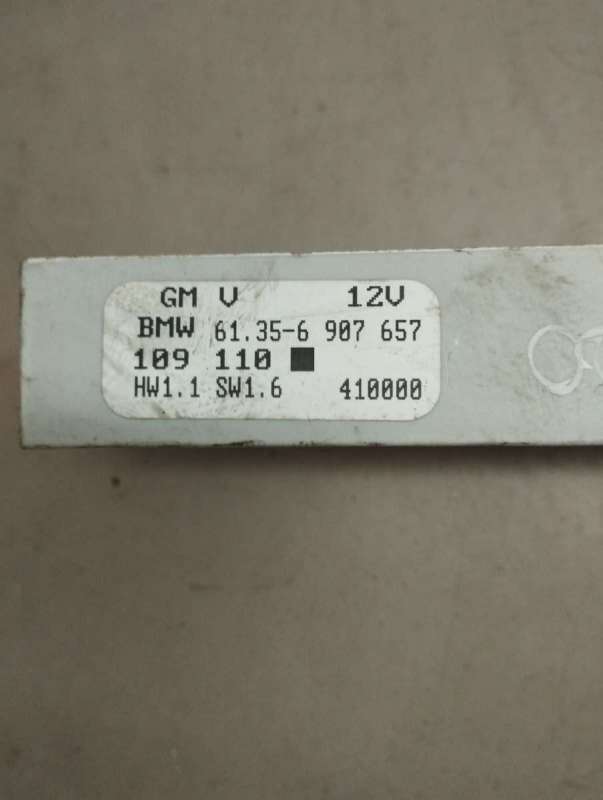 GM V 12V
BMW 61.35-6 907 657
109 110 ■
HW1.1 SW1.6 410000